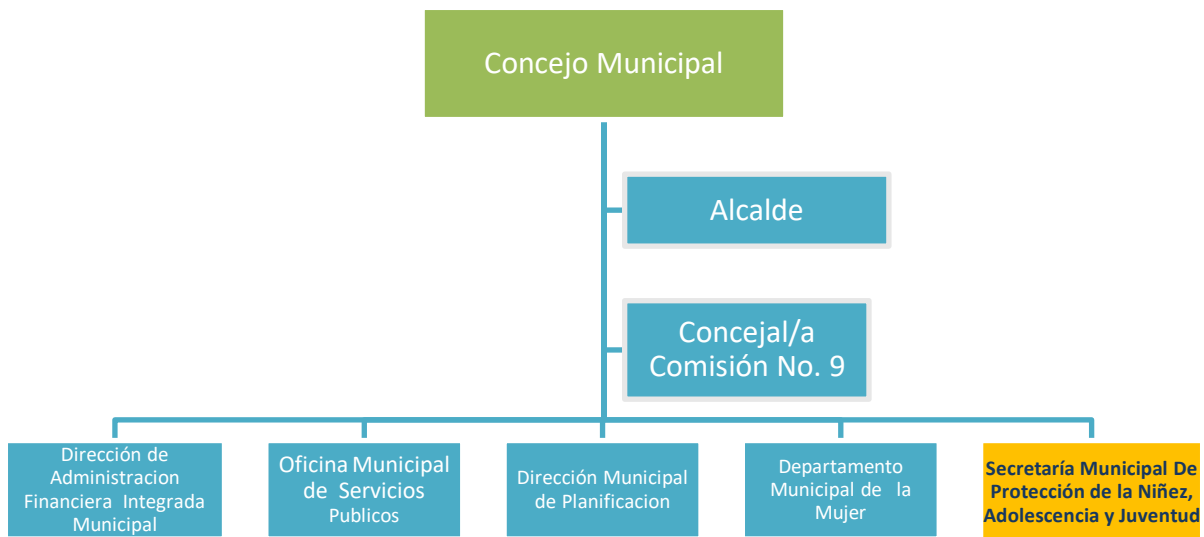 Concejo Municipal
Alcalde
Concejal/a
Comisión No. 9
Dirección de
Administracion
Financiera Integrada
Municipal
Oficina Municipal
de Servicios
Publicos
Dirección Municipal
de Planificacion
Departamento
Municipal de la
Mujer
Secretaría Municipal De
Protección de la Niñez,
Adolescencia y Juventud